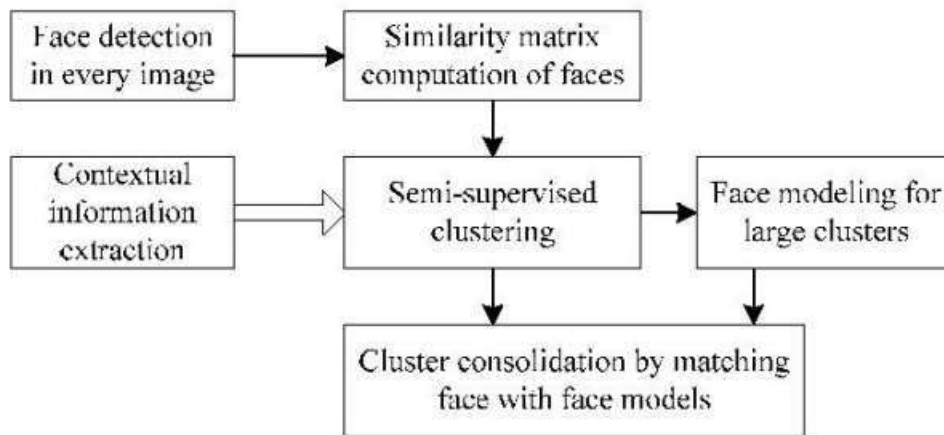 Face detection
in every image
Similarity matrix
computation of faces
Contextual
information
extraction
Semi-supervised
clustering
Face modeling for
large clusters
Cluster consolidation by matching
face with face models